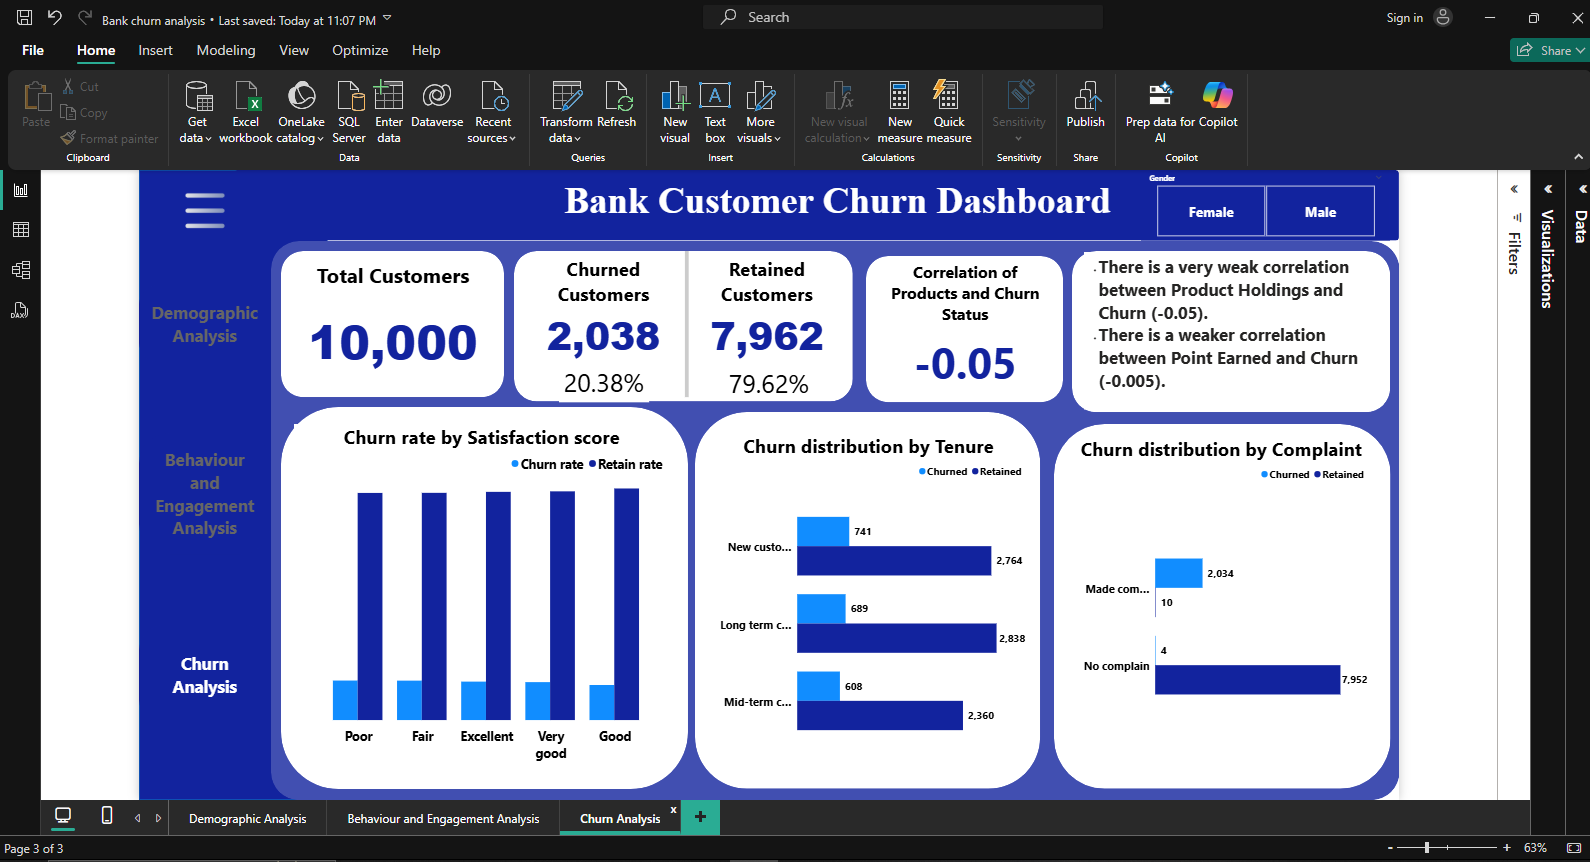 Bank churn analysis • Last saved: Today at 11:07 PM
Search
Sign in
File Home Insert Modeling View Optimize Help
Share
Paste
Cut
Copy
Format painter
Clipboard
Get data
Excel workbook
OneLake catalog
SQL Server
Enter data
Dataverse
Recent sources
Data
Transform data
Refresh
Queries
New visual
Text box
More visuals
Insert
New visual calculation
New measure
Quick measure
Calculations
Sensitivity
Sensitivity
Publish
Share
Prep data for AI
Copilot
Copilot
Bank Customer Churn Dashboard
Gender
Female
Male
Filters
Visualizations
Data
Demographic
Analysis
Behaviour
and
Engagement
Analysis
Churn
Analysis
Total Customers
10,000
Churned
Customers
2,038
20.38%
Retained
Customers
7,962
79.62%
Correlation of
Products and Churn
Status
-0.05
.There is a very weak correlation
between Product Holdings and
Churn (-0.05).
.There is a weaker correlation
between Point Earned and Churn
(-0.005).
Churn rate by Satisfaction score
Churn rate Retain rate
Poor
Fair
Excellent
Very
good
Good
Churn distribution by Tenure
Churned Retained
New custo...
741
2,764
Long term c...
689
2,838
Mid-term c...
608
2,360
Churn distribution by Complaint
Churned Retained
Made com...
2,034
10
No complain
4
7,952
Demographic Analysis
Behaviour and Engagement Analysis
Churn Analysis
x
+
Page 3 of 3
- + 63%
DAX